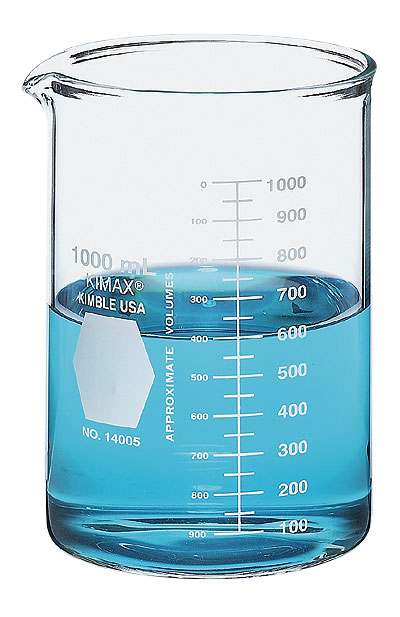 0 1000
100 900
1000 mL
200 800
KIMAX®
KIMBLE USA
300 700
400 600
APPROXIMATE VOLUMES
500 500
600 400
NO. 14005
700 300
800 200
900 100